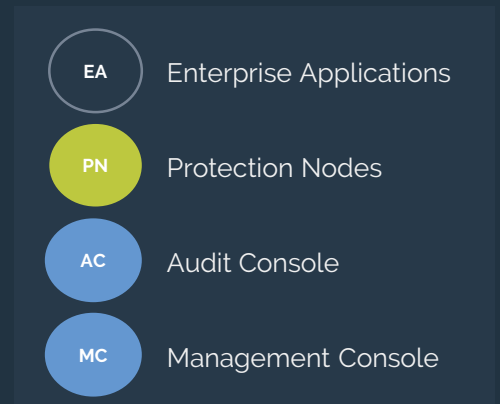 EA Enterprise Applications
PN Protection Nodes
AC Audit Console
MC Management Console